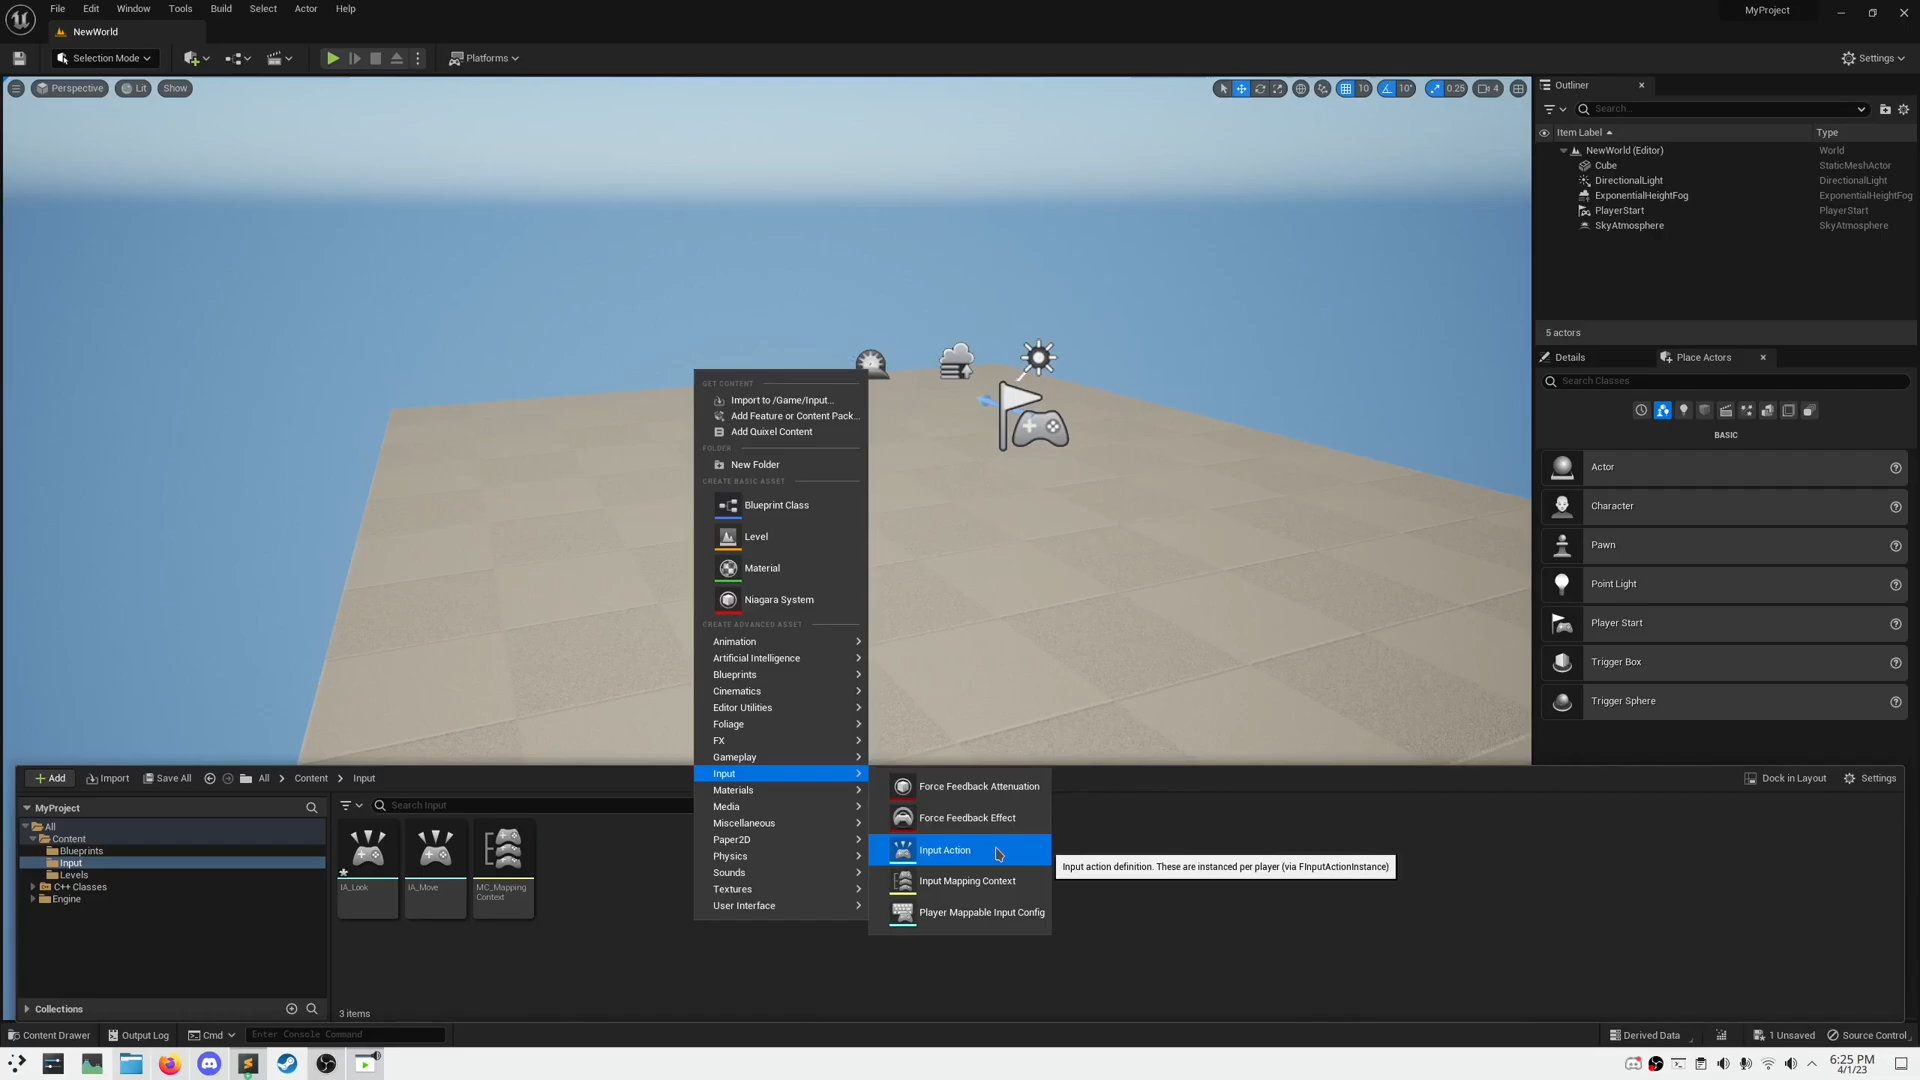 File Edit Window Tools Build Select Actor Help
MyProject
NewWorld
Selection Mode
Platforms
Settings
Perspective Lit Show
10 10° 0.25 4
Outliner
Search...
Item Label Type
NewWorld (Editor) World
Cube StaticMeshActor
DirectionalLight DirectionalLight
ExponentialHeightFog ExponentialHeightFog
PlayerStart PlayerStart
SkyAtmosphere SkyAtmosphere
5 actors
Details Place Actors
Search Classes
BASIC
Actor
Character
Pawn
Point Light
Player Start
Trigger Box
Trigger Sphere
GET CONTENT
Import to /Game/Input...
Add Feature or Content Pack...
Add Quixel Content
FOLDER
New Folder
CREATE BASIC ASSET
Blueprint Class
Level
Material
Niagara System
CREATE ADVANCED ASSET
Animation
Artificial Intelligence
Blueprints
Cinematics
Editor Utilities
Foliage
FX
Gameplay
Input
Materials
Media
Miscellaneous
Paper2D
Physics
Sounds
Textures
User Interface
Force Feedback Attenuation
Force Feedback Effect
Input Action
Input Mapping Context
Player Mappable Input Config
Input action definition. These are instanced per player (via FInputActionInstance)
Add Import Save All All Content Input
Dock in Layout Settings
MyProject
Search Input
All
Content
Blueprints
Input
Levels
C++ Classes
Engine
IA_Look
IA_Move
MC_Mapping
Context
Collections
3 items
Content Drawer Output Log Cmd Enter Console Command
Derived Data 1 Unsaved Source Control
6:25 PM
4/1/23